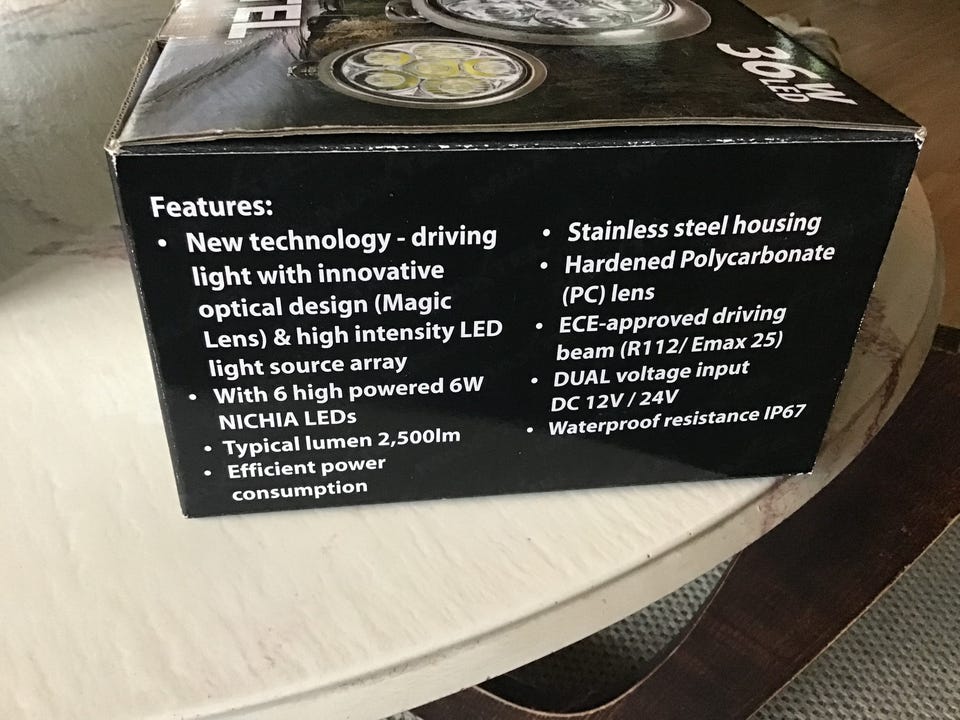 TEL
36W
LED
Features:
• New technology - driving
light with innovative
optical design (Magic
Lens) & high intensity LED
light source array
• With 6 high powered 6W
NICHIA LEDs
• Typical lumen 2,500lm
• Efficient power
consumption
• Stainless steel housing
• Hardened Polycarbonate
(PC) lens
• ECE-approved driving
beam (R112/ Emax 25)
• DUAL voltage input
DC 12V / 24V
• Waterproof resistance IP67